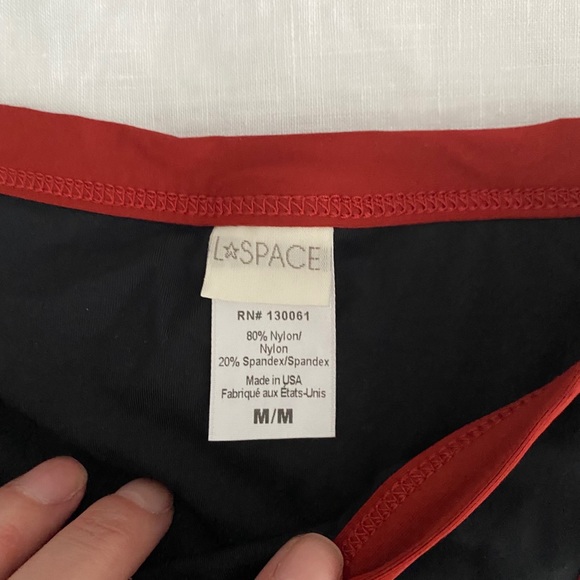 L☆SPACE
RN# 130061
80% Nylon/
Nylon
20% Spandex/Spandex
Made in USA
Fabriqué aux États-Unis
M/M